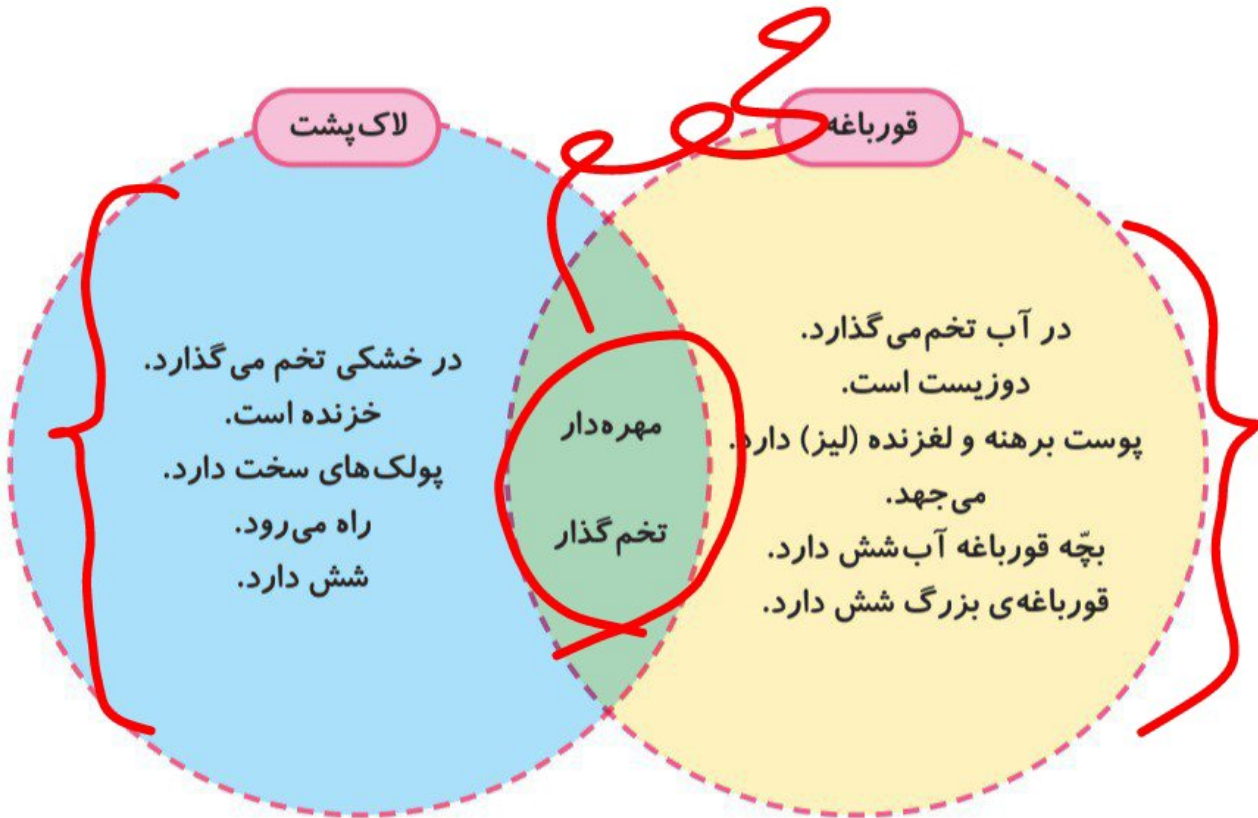 قورباغه
لاک‌پشت
در آب تخم‌می‌گذارد.
دوزیست است.
پوست برهنه و لغزنده (لیز) دارد.
می‌جهد.
بچّه قورباغه آب‌شش دارد.
قورباغه‌ی بزرگ شش دارد.
مهره‌دار
تخم‌گذار
در خشکی تخم می‌گذارد.
خزنده است.
پولک‌های سخت دارد.
راه می‌رود.
شش دارد.